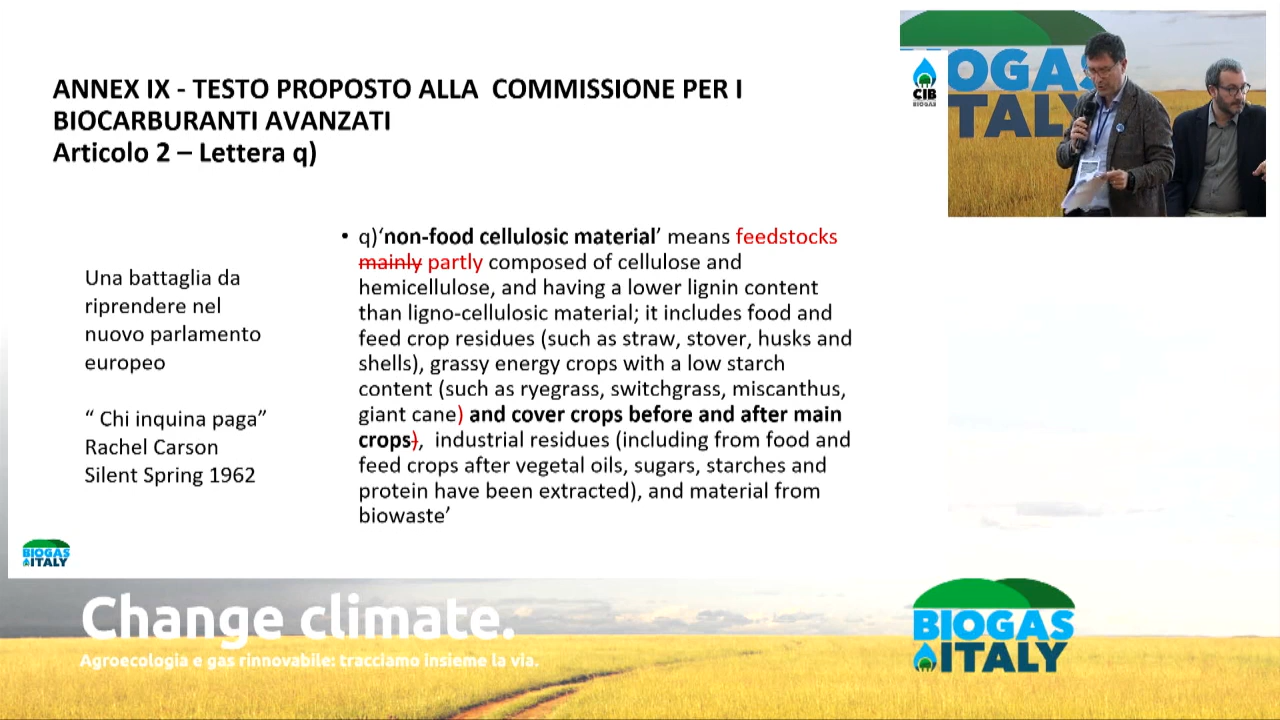 ANNEX IX - TESTO PROPOSTO ALLA COMMISSIONE PER I
BIOCARBURANTI AVANZATI
Articolo 2 – Lettera q)
Una battaglia da
riprendere nel
nuovo parlamento
europeo
“ Chi inquina paga”
Rachel Carson
Silent Spring 1962
• q)‘non-food cellulosic material’ means feedstocks
mainly partly composed of cellulose and
hemicellulose, and having a lower lignin content
than ligno-cellulosic material; it includes food and
feed crop residues (such as straw, stover, husks and
shells), grassy energy crops with a low starch
content (such as ryegrass, switchgrass, miscanthus,
giant cane) and cover crops before and after main
crops), industrial residues (including from food and
feed crops after vegetal oils, sugars, starches and
protein have been extracted), and material from
biowaste’
BIOGAS
ITALY
CIB
BIOGAS
OGAS
TALY
Change climate.
Agroecologia e gas rinnovabile: tracciamo insieme la via.
BIOGAS
ITALY